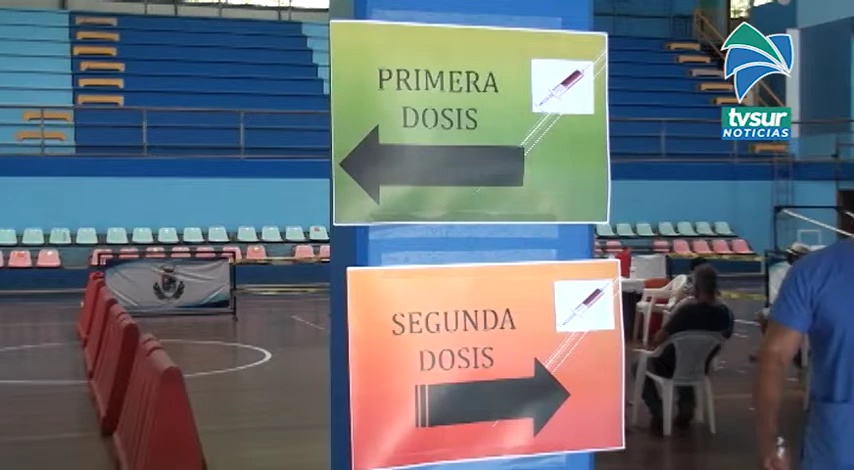 PRIMERA
DOSIS
SEGUNDA
DOSIS
tvsur
NOTICIAS